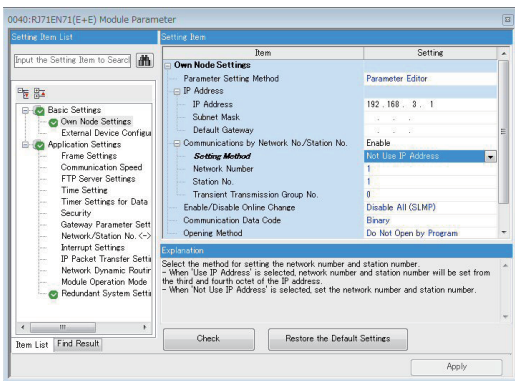 0040:RJ71EN71(E+E) Module Parameter
Setting Item List
Setting Item
Input the Setting Item to Search
Item Setting
Own Node Settings
Parameter Setting Method Parameter Editor
IP Address
IP Address 192 . 168 . 3 . 1
Subnet Mask . . .
Default Gateway . . .
Communications by Network No./Station No. Enable
Setting Method Not Use IP Address
Network Number 1
Station No. 1
Transient Transmission Group No. 0
Enable/Disable Online Change Disable All (SLMP)
Communication Data Code Binary
Opening Method Do Not Open by Program
Basic Settings
Own Node Settings
External Device Configu
Application Settings
Frame Settings
Communication Speed
FTP Server Settings
Time Setting
Timer Settings for Data
Security
Gateway Parameter Sett
Network/Station No. <->
Interrupt Settings
IP Packet Transfer Setti
Network Dynamic Routin
Module Operation Mode
Redundant System Setti
Item List Find Result
Explanation
Select the method for setting the network number and station number.
- When 'Use IP Address' is selected, network number and station number will be set from
the third and fourth octet of the IP address.
- When 'Not Use IP Address' is selected, set the network number and station number.
Check Restore the Default Settings
Apply